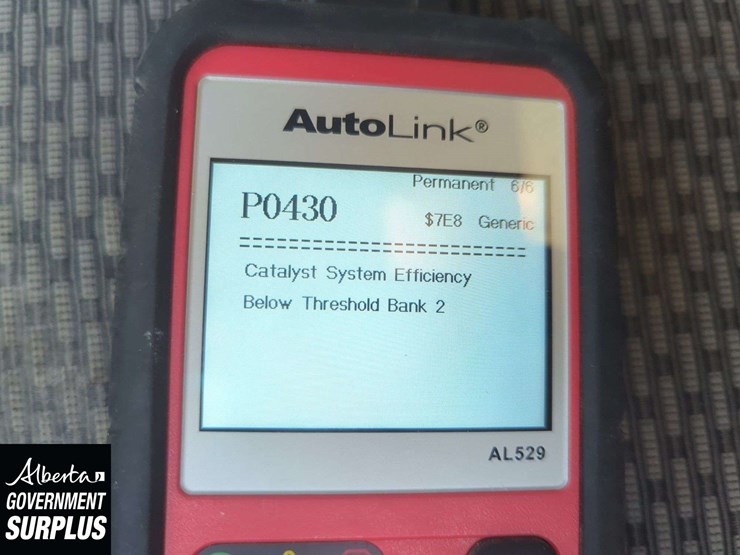 AutoLink®
Permanent 6/6
P0430
$7E8 Generic
==========================
Catalyst System Efficiency
Below Threshold Bank 2
AL529
Alberta
GOVERNMENT
SURPLUS